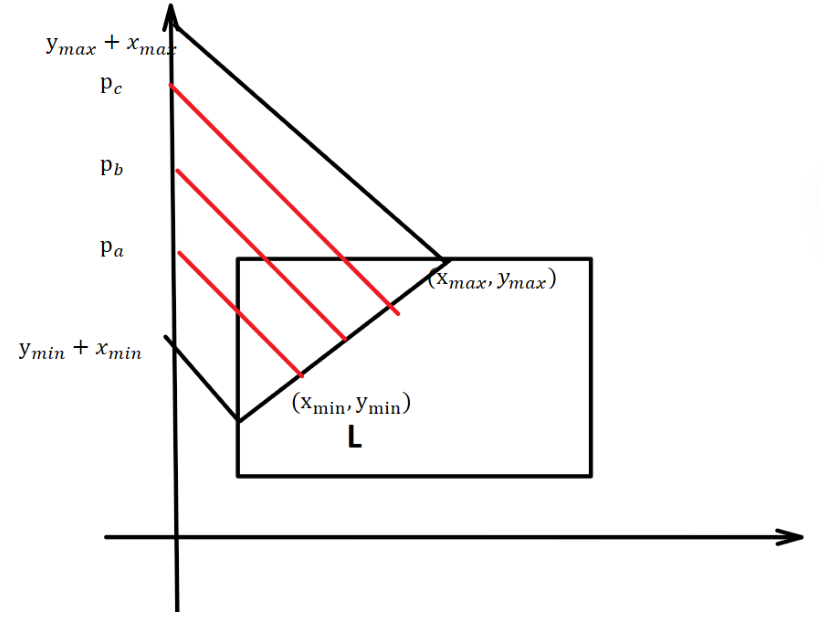 y_max + x_max
p_c
p_b
p_a
(x_max, y_max)
y_min + x_min
(x_min, y_min)
L